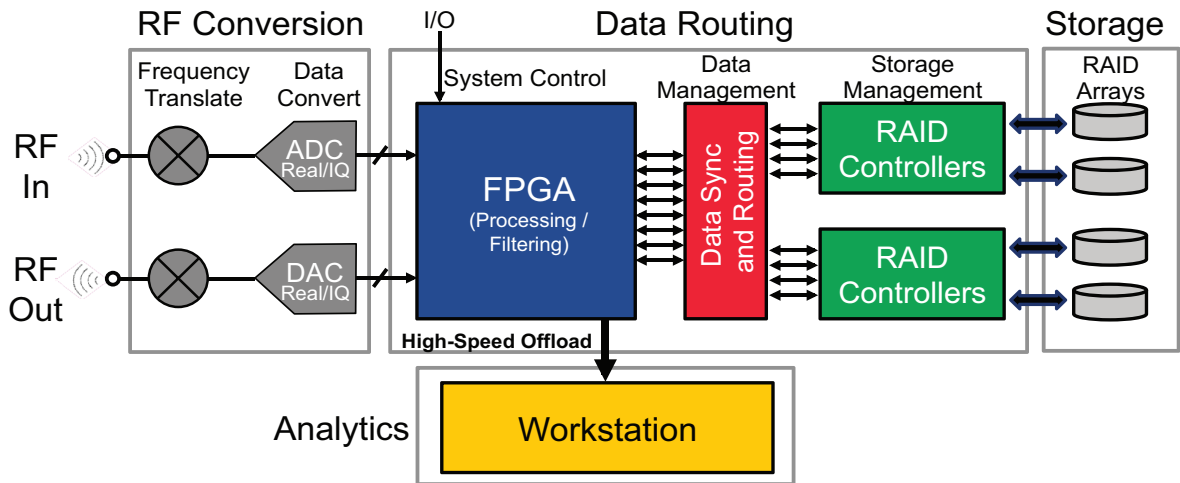 RF Conversion
Data Routing
Storage
I/O
Frequency
Translate
Data
Convert
System Control
Data
Management
Storage
Management
RAID
Arrays
RF
In
ADC
Real/IQ
RF
Out
DAC
Real/IQ
FPGA
(Processing /
Filtering)
Data Sync
and Routing
RAID
Controllers
RAID
Controllers
High-Speed Offload
Analytics
Workstation